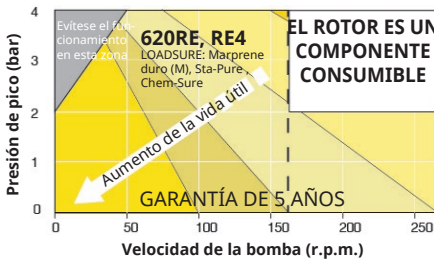 Presión de pico (bar)
4
3
2
1
0
Evítese el fun-
cionamiento
en esta zona
620RE, RE4
LOADSURE: Marprene
duro (M), Sta-Pure,
Chem-Sure
EL ROTOR ES UN
COMPONENTE
CONSUMIBLE
Aumento de la vida útil
GARANTÍA DE 5 AÑOS
0 50 100 150 200 250
Velocidad de la bomba (r.p.m.)